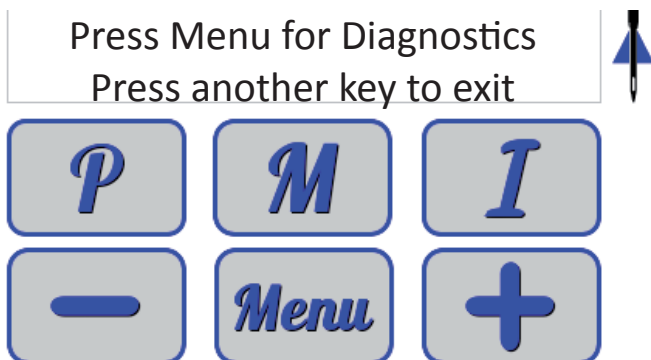 Press Menu for Diagnostics
Press another key to exit
P M I
— Menu +